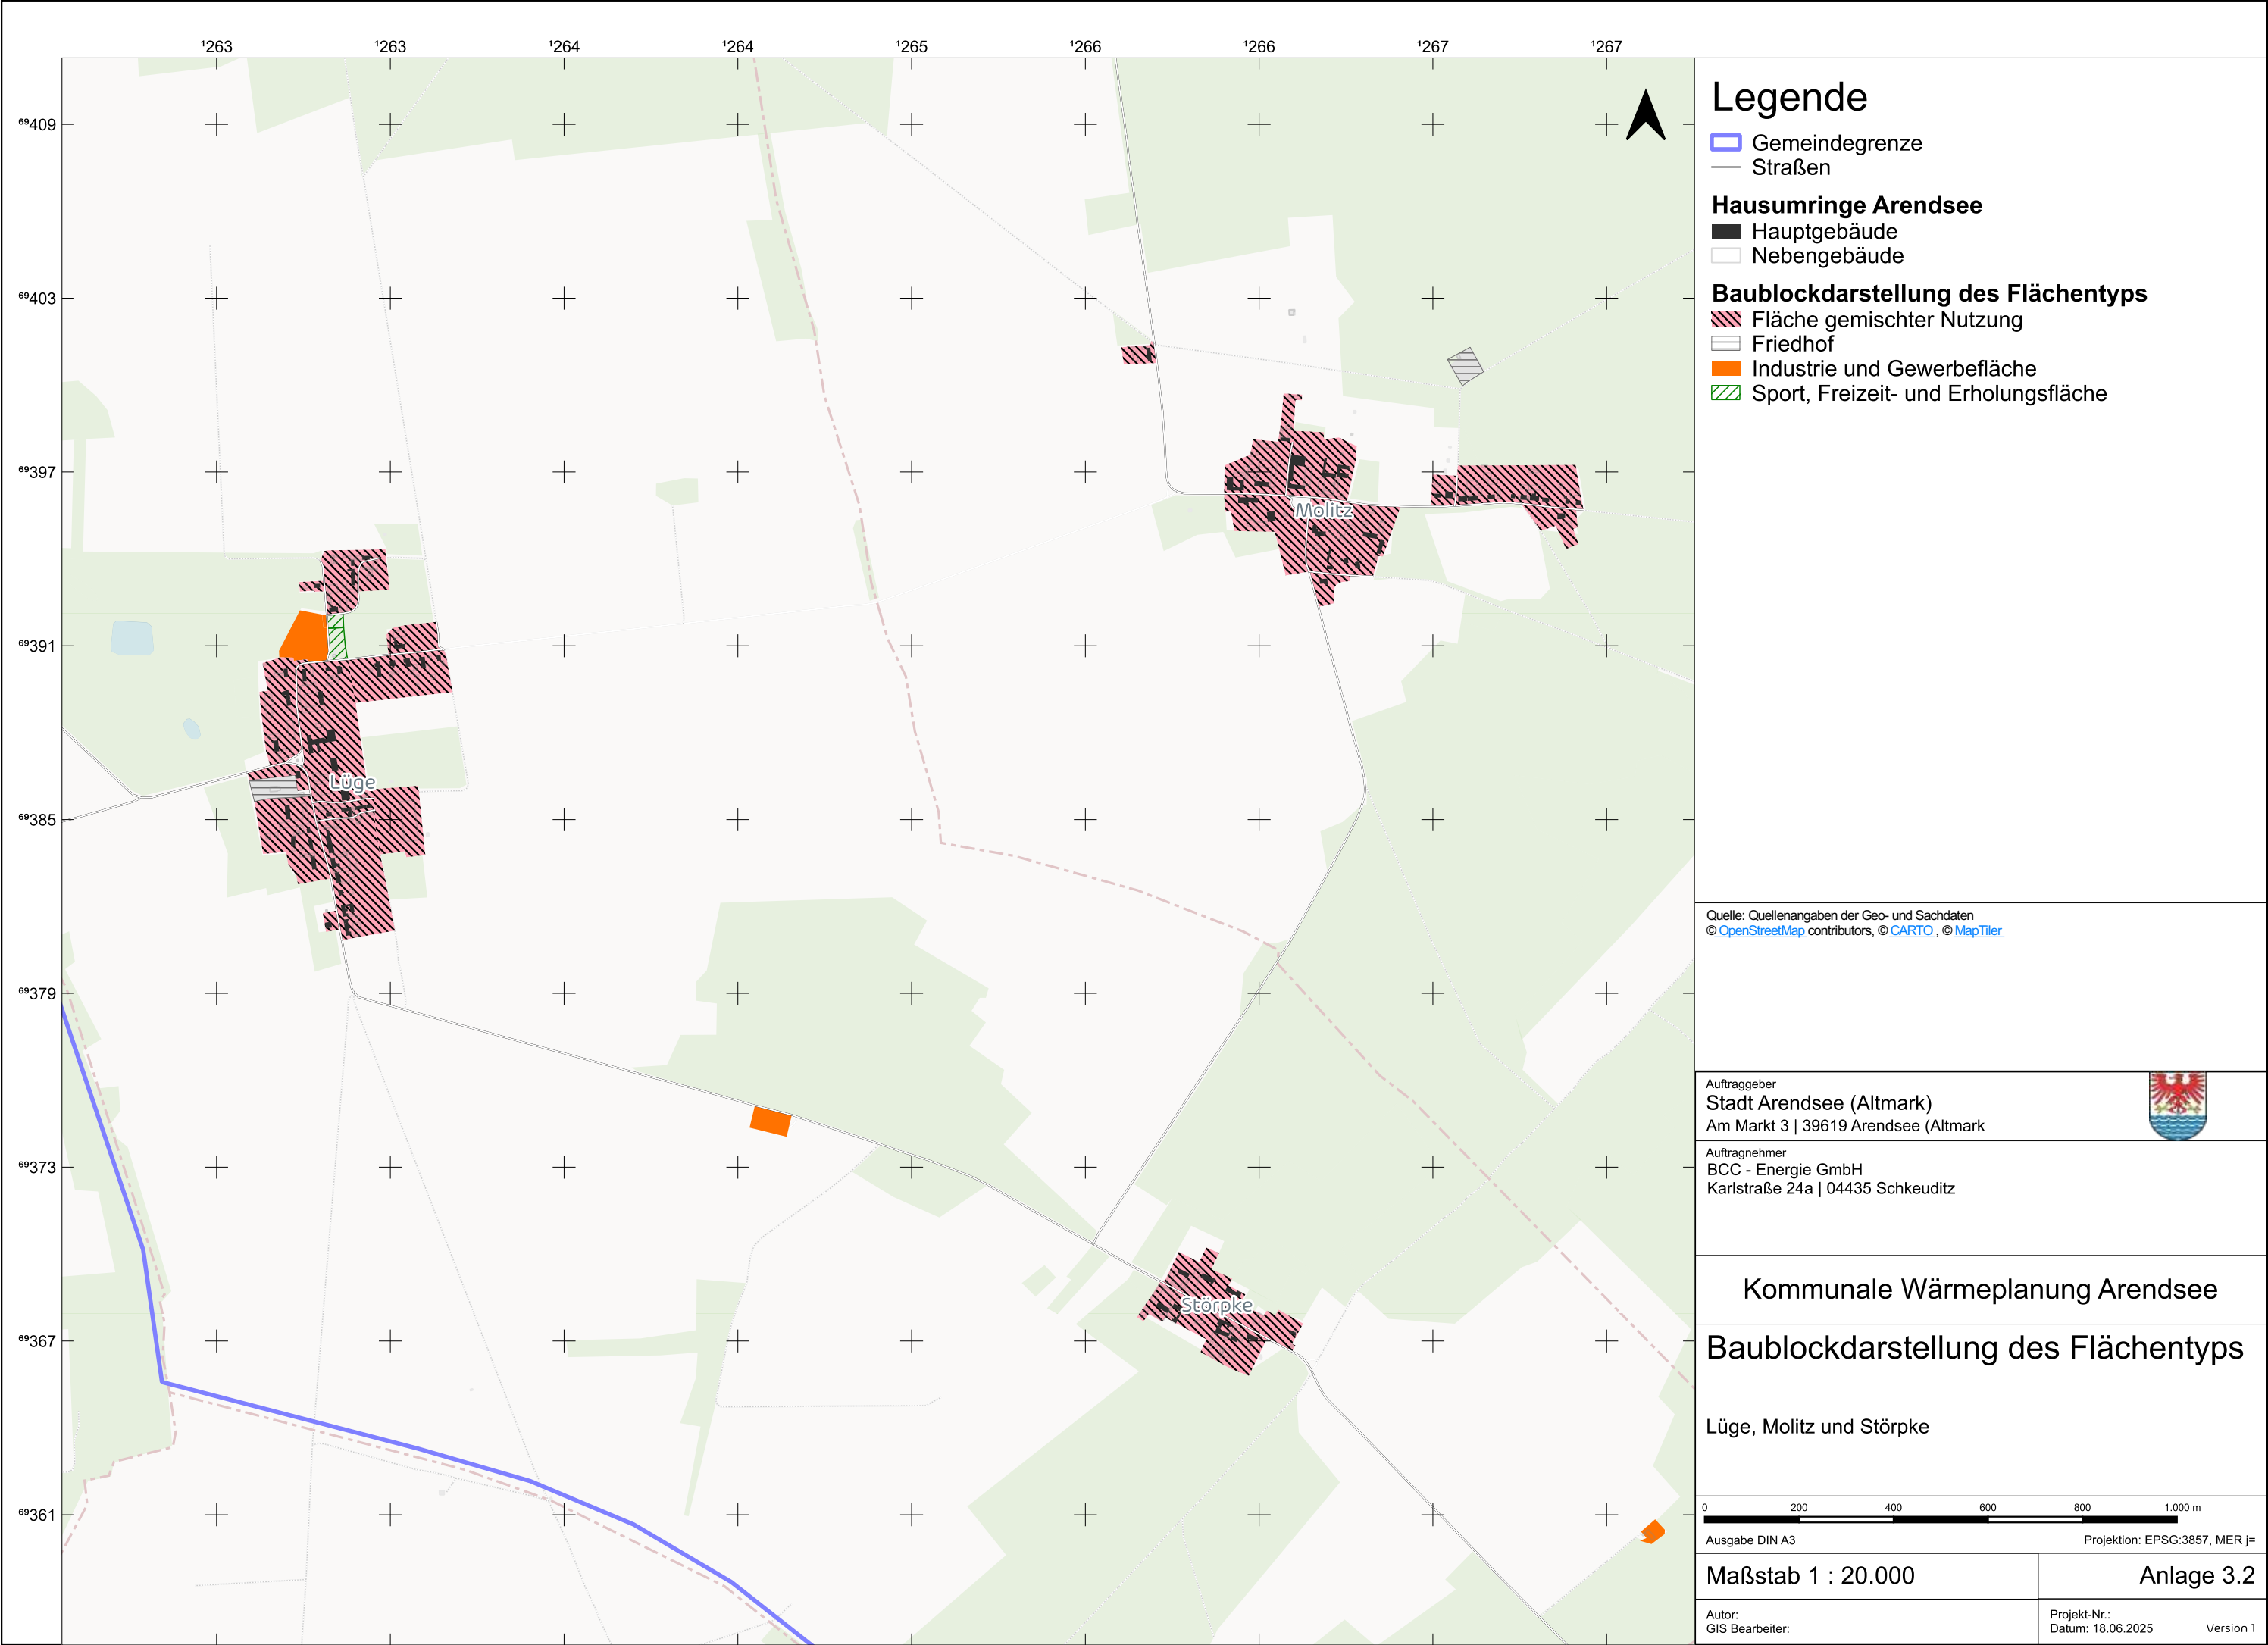 ¹263 ¹263 ¹264 ¹264 ¹265 ¹266 ¹266 ¹267 ¹267
⁶⁹409
⁶⁹403
⁶⁹397
⁶⁹391
⁶⁹385
⁶⁹379
⁶⁹373
⁶⁹367
⁶⁹361
Molitz
Lüge
Störpke
Legende
Gemeindegrenze
Straßen
Hausumringe Arendsee
Hauptgebäude
Nebengebäude
Baublockdarstellung des Flächentyps
Fläche gemischter Nutzung
Friedhof
Industrie und Gewerbefläche
Sport, Freizeit- und Erholungsfläche
Quelle: Quellenangaben der Geo- und Sachdaten
© OpenStreetMap contributors, © CARTO , © MapTiler
Auftraggeber
Stadt Arendsee (Altmark)
Am Markt 3 | 39619 Arendsee (Altmark
Auftragnehmer
BCC - Energie GmbH
Karlstraße 24a | 04435 Schkeuditz
Kommunale Wärmeplanung Arendsee
Baublockdarstellung des Flächentyps
Lüge, Molitz und Störpke
0 200 400 600 800 1.000 m
Ausgabe DIN A3 Projektion: EPSG:3857, MER j=
Maßstab 1 : 20.000 Anlage 3.2
Autor: Projekt-Nr.:
GIS Bearbeiter: Datum: 18.06.2025 Version 1